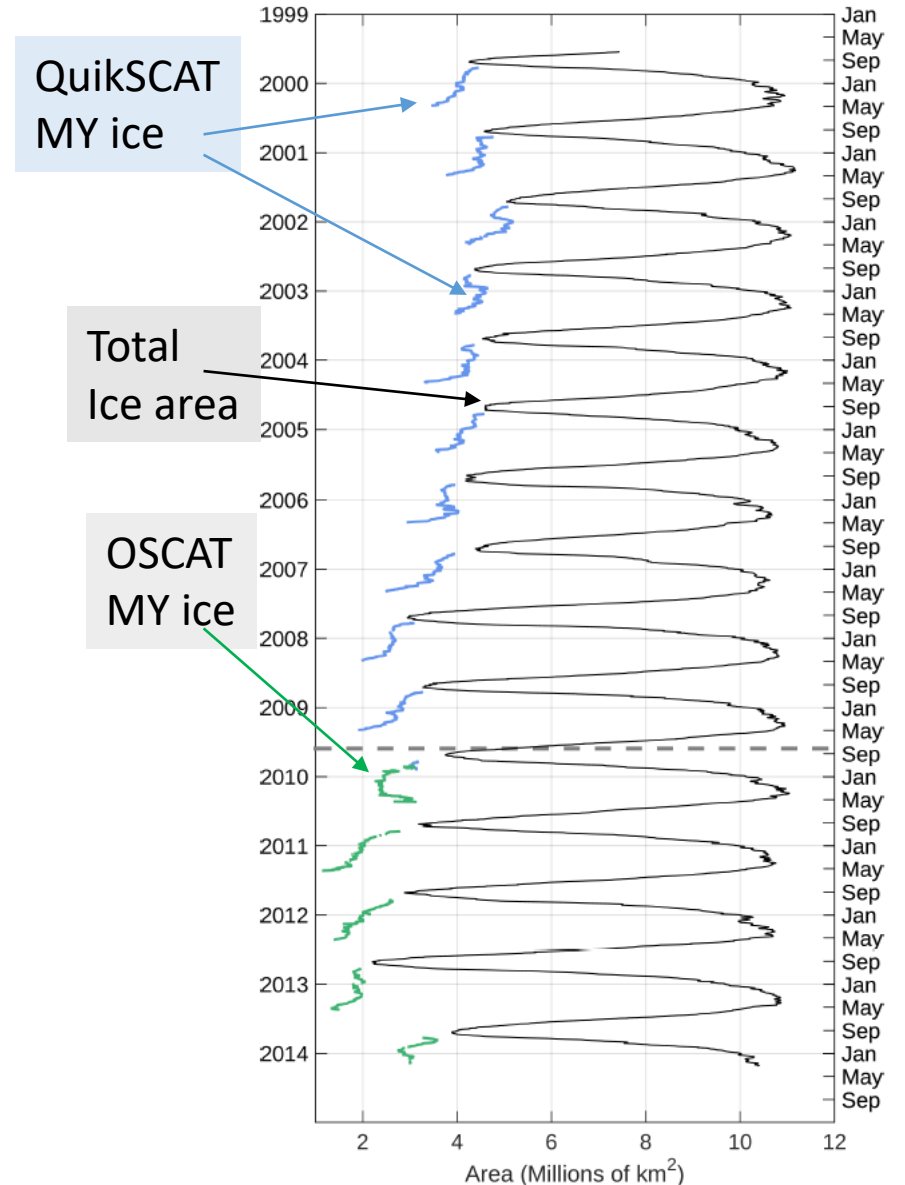 QuikSCAT
MY ice
Total
Ice area
OSCAT
MY ice
1999
2000
2001
2002
2003
2004
2005
2006
2007
2008
2009
2010
2011
2012
2013
2014
Jan
May
Sep
Jan
May
Sep
Jan
May
Sep
Jan
May
Sep
Jan
May
Sep
Jan
May
Sep
Jan
May
Sep
Jan
May
Sep
Jan
May
Sep
Jan
May
Sep
Jan
May
Sep
Jan
May
Sep
Jan
May
Sep
Jan
May
Sep
Jan
May
Sep
Jan
May
Sep
2 4 6 8 10 12
Area (Millions of km²)